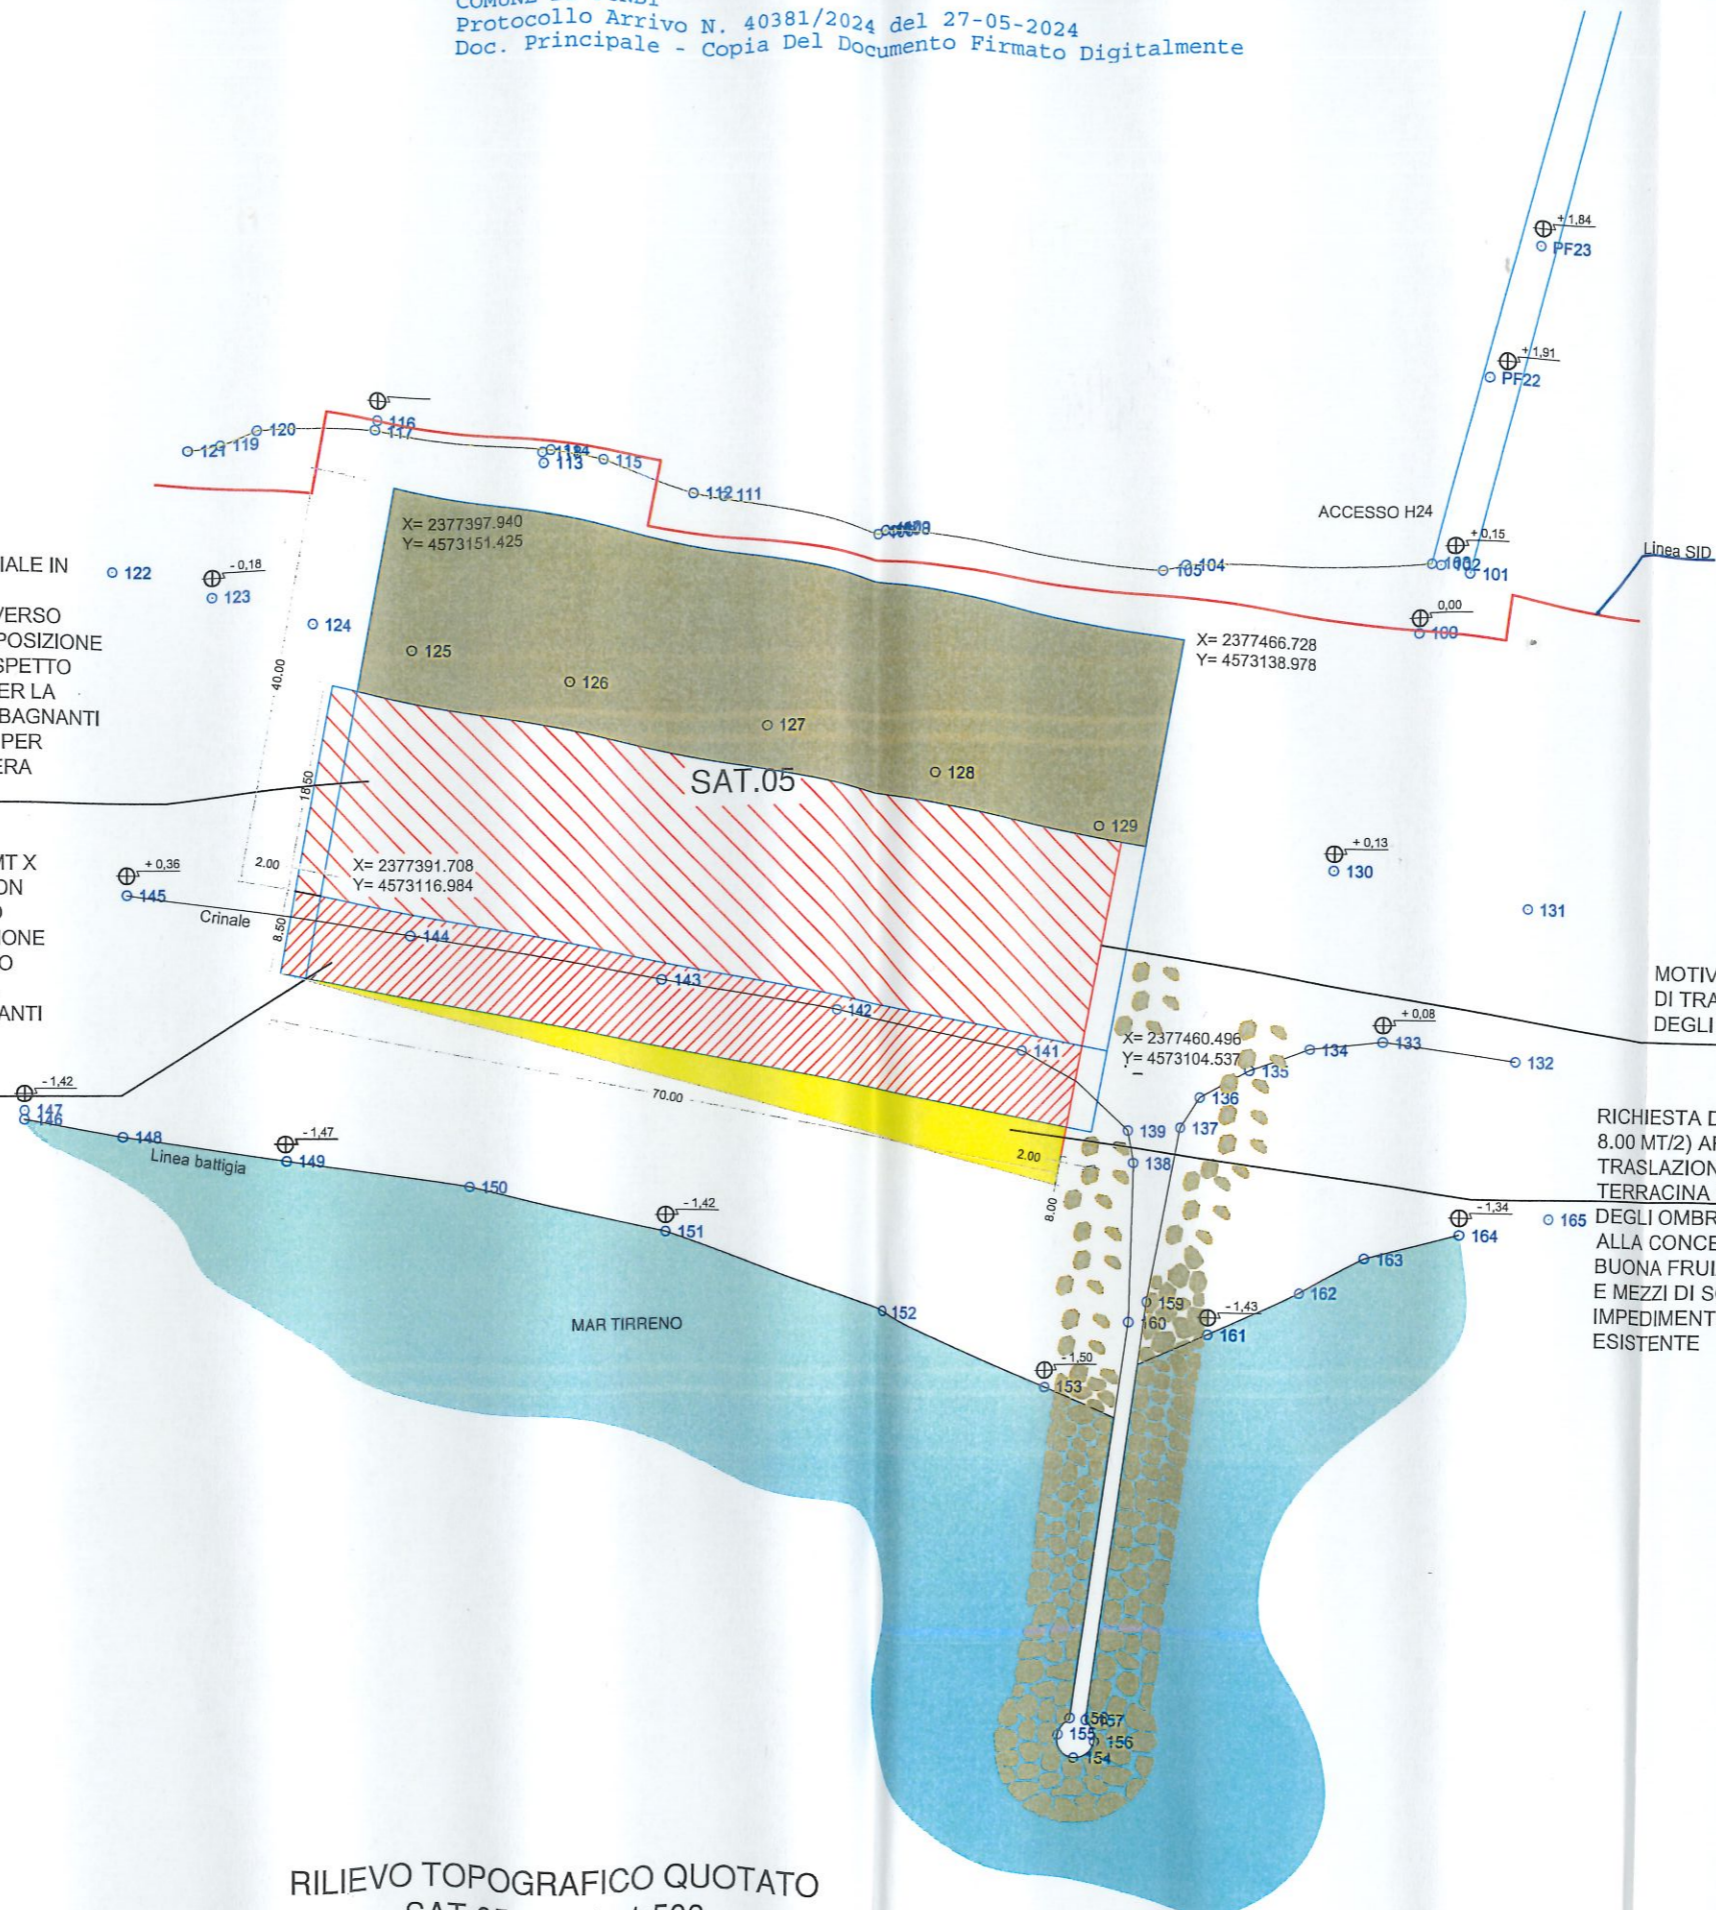 Protocollo Arrivo N. 40381/2024 del 27-05-2024
Doc. Principale - Copia Del Documento Firmato Digitalmente
+ 1,84
PF23
+ 1,91
PF22
116
120
117
119
121
113
115
112
111
ACCESSO H24
+ 0,15
104
105
102
101
Linea SID
X= 2377397.940
Y= 4573151.425
IALE IN
122
- 0,18
123
124
0,00
100
VERSO
POSIZIONE
SPETTO
ER LA
BAGNANTI
PER
ERA
X= 2377466.728
Y= 4573138.978
125
126
40.00
127
128
SAT.05
18.50
129
MT X
ON
IONE
O
ANTI
+ 0,36
145
2.00
X= 2377391.708
Y= 4573116.984
+ 0,13
130
131
Crinale
8.50
144
143
142
141
MOTIV
DI TRA
DEGLI
X= 2377460.496
Y= 4573104.537
+ 0,08
133
134
132
135
136
- 1,42
147
146
148
70.00
139
137
138
2.00
- 1,47
149
Linea battigia
150
- 1,42
151
8.00
RICHIESTA D
8.00 MT/2) AR
TRASLAZION
TERRACINA
DEGLI OMBR
ALLA CONCE
BUONA FRUI
E MEZZI DI S
IMPEDIMENT
ESISTENTE
- 1,34
164
165
163
162
152
159
160
- 1,43
161
MAR TIRRENO
- 1,50
153
157
155
156
154
RILIEVO TOPOGRAFICO QUOTATO